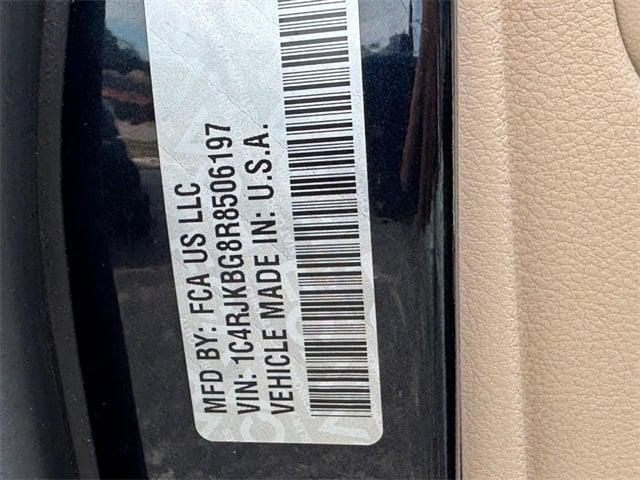 MFD BY: FCA US LLC
VIN: 1C4RJKBG8R8506197
VEHICLE MADE IN: U.S.A.